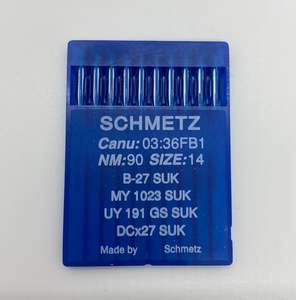 SCHMETZ
Canu: 03:36FB1
NM:90 SIZE:14
B-27 SUK
MY 1023 SUK
UY 191 GS SUK
DCx27 SUK
Made by Schmetz